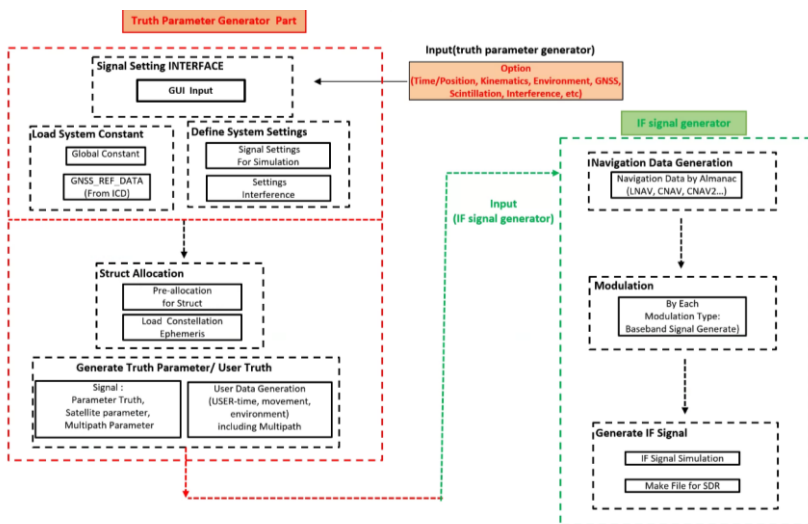 Truth Parameter Generator Part
Signal Setting INTERFACE
GUI Input
Input(truth parameter generator)
Option
(Time/Position, Kinematics, Environment, GNSS,
Scintillation, Interference, etc)
Load System Constant
Global Constant
GNSS_REF_DATA
(From ICD)
Define System Settings
Signal Settings
For Simulation
Settings
Interference
Struct Allocation
Pre-allocation
for Struct
Load Constellation
Ephemeris
Generate Truth Parameter/ User Truth
Signal :
Parameter Truth,
Satellite parameter,
Multipath Parameter
User Data Generation
(USER-time, movement,
environment)
including Multipath
Input
(IF signal generator)
IF signal generator
Navigation Data Generation
Navigation Data by Almanac
(LNAV, CNAV, CNAV2...)
Modulation
By Each
Modulation Type:
Baseband Signal Generate)
Generate IF Signal
IF Signal Simulation
Make File for SDR